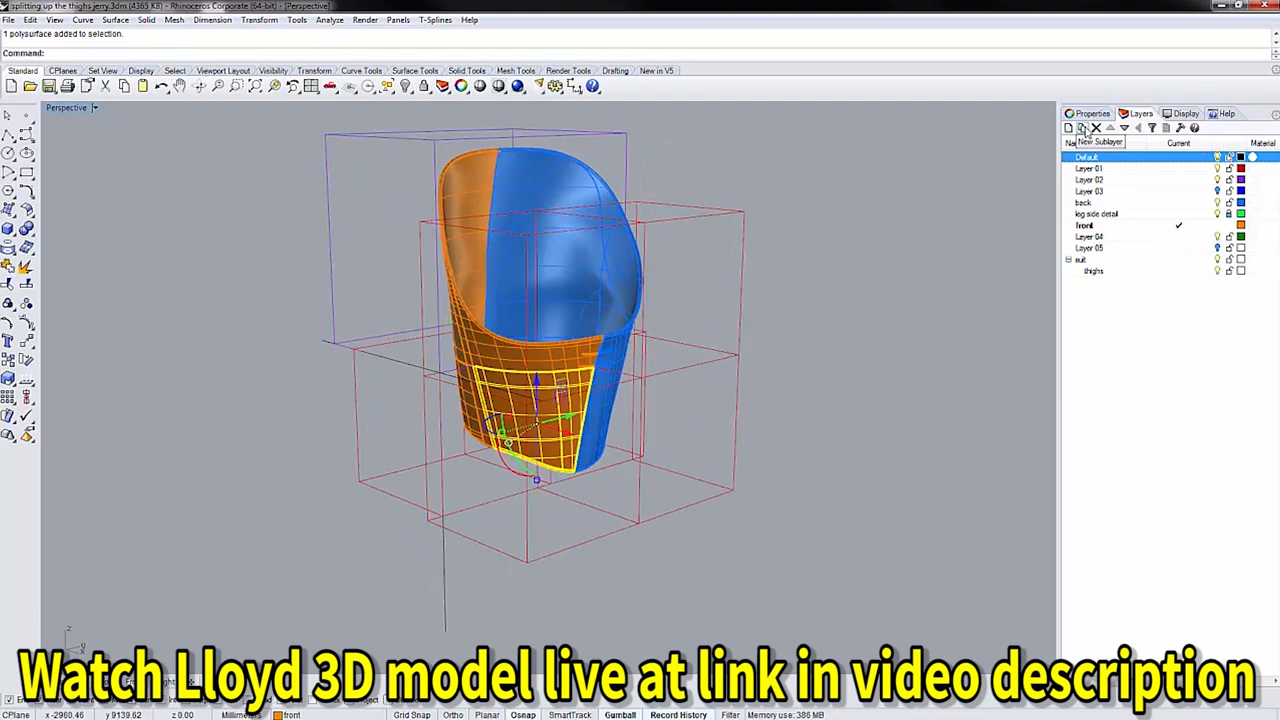 splitting up the thighs jerry.3dm (4365 KB) - Rhinoceros Corporate (64-bit) - [Perspective]
File Edit View Curve Surface Solid Mesh Dimension Transform Tools Analyze Render Panels T-Splines Help
1 polysurface added to selection.
Command:
Standard CPlanes Set View Display Select Viewport Layout Visibility Transform Curve Tools Surface Tools Solid Tools Mesh Tools Render Tools Drafting New in V5
Perspective
Properties Layers Display Help
New Sublayer
Current Material
Default
Layer 01
Layer 02
Layer 03
back
leg side detail
front
Layer 04
Layer 05
suit
thighs
z
Watch Lloyd 3D model live at link in video description
CPlane x -2960.46 y 9139.62 z 0.00 Millimeters front Grid Snap Ortho Planar Osnap SmartTrack Gumball Record History Filter Memory use: 386 MB